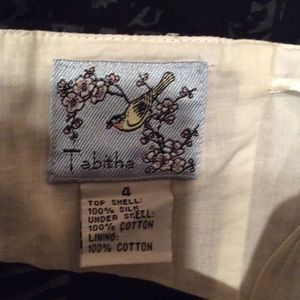 Tabitha
4
TOP SHELL:
100% SILK
UNDER SHELL:
100% COTTON
LINING:
100% COTTON